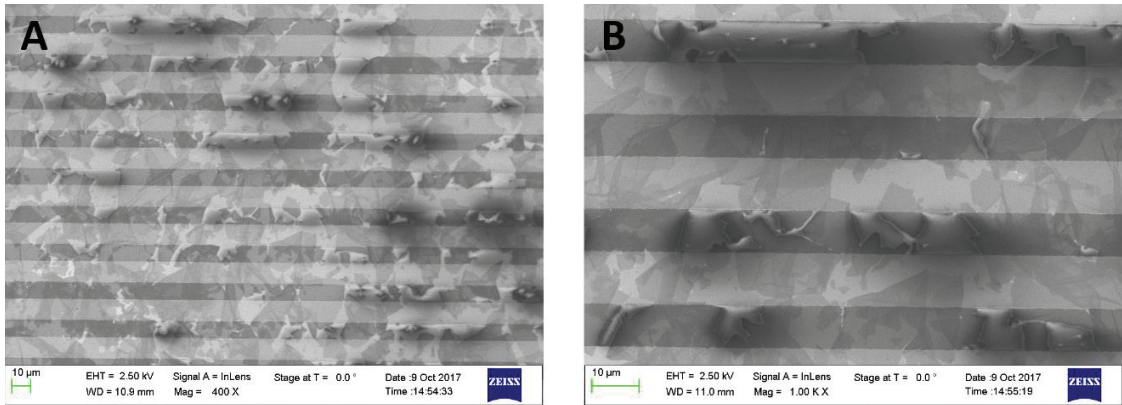 A
B
10 µm
EHT = 2.50 kV
WD = 10.9 mm
Signal A = InLens
Mag = 400 X
Stage at T = 0.0 °
Date :9 Oct 2017
Time :14:54:33
ZEISS
10 µm
EHT = 2.50 kV
WD = 11.0 mm
Signal A = InLens
Mag = 1.00 K X
Stage at T = 0.0 °
Date :9 Oct 2017
Time :14:55:19
ZEISS